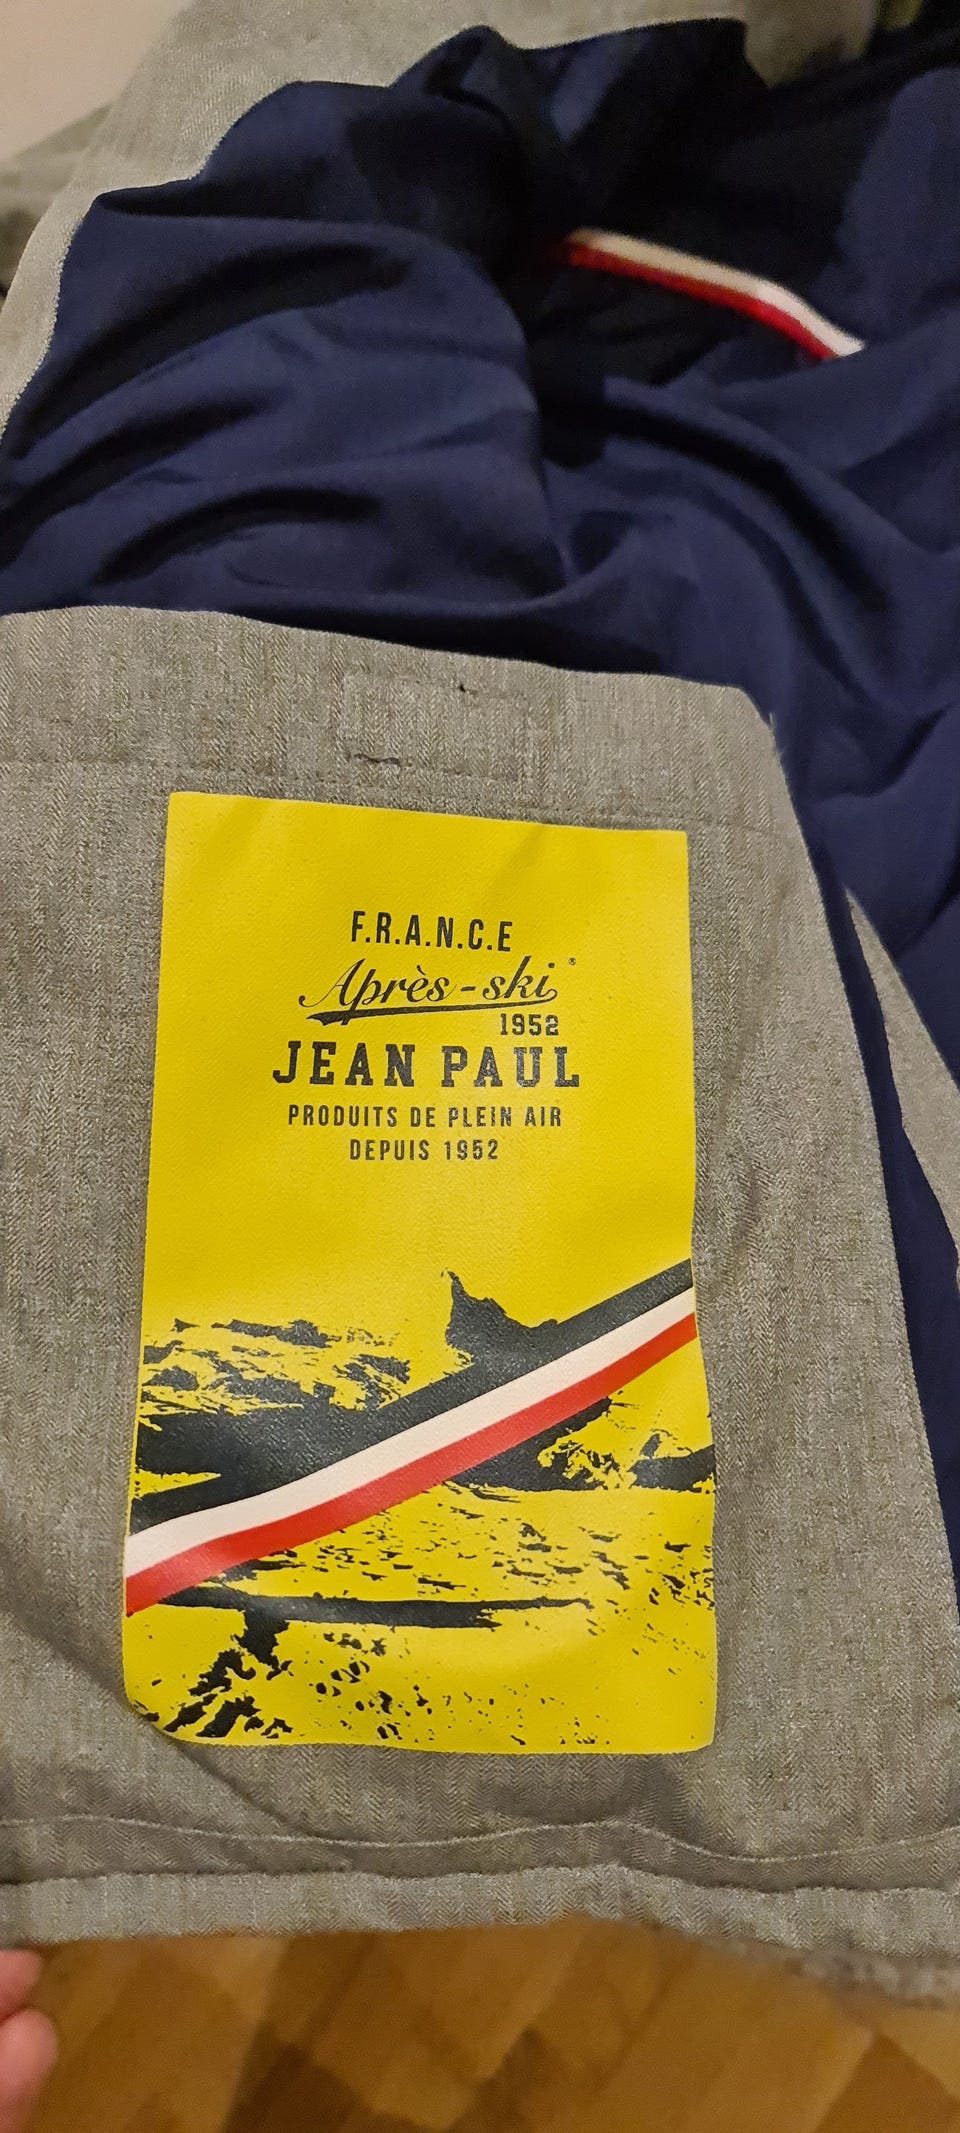 F.R.A.N.C.E
Après-ski®
1952
JEAN PAUL
PRODUITS DE PLEIN AIR
DEPUIS 1952